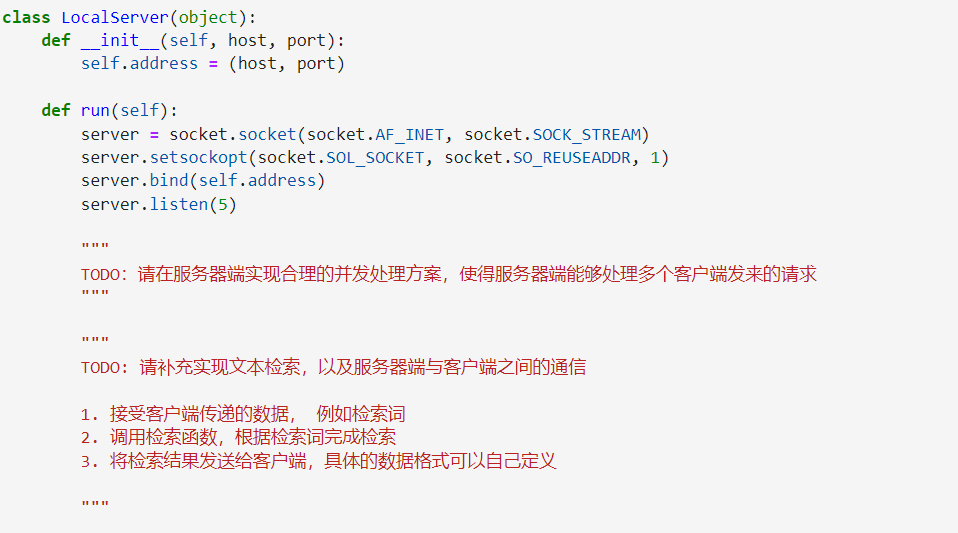 class LocalServer(object):
    def __init__(self, host, port):
        self.address = (host, port)

    def run(self):
        server = socket.socket(socket.AF_INET, socket.SOCK_STREAM)
        server.setsockopt(socket.SOL_SOCKET, socket.SO_REUSEADDR, 1)
        server.bind(self.address)
        server.listen(5)

        """
        TODO：请在服务器端实现合理的并发处理方案，使得服务器端能够处理多个客户端发来的请求
        """

        """
        TODO: 请补充实现文本检索，以及服务器端与客户端之间的通信

        1. 接受客户端传递的数据， 例如检索词
        2. 调用检索函数，根据检索词完成检索
        3. 将检索结果发送给客户端，具体的数据格式可以自己定义

        """